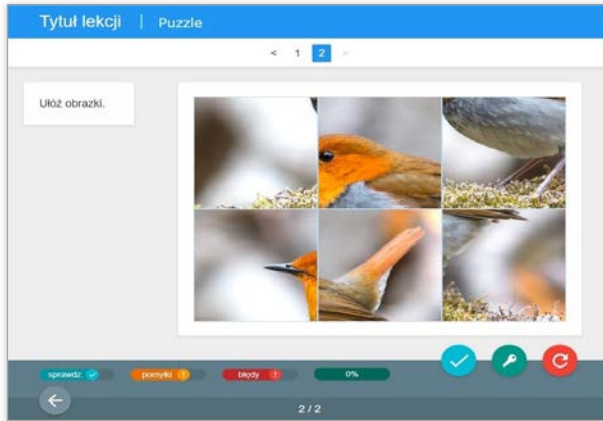 Tytuł lekcji | Puzzle
< 1 2 >
Ułóż obrazki.
sprawdź pomyłki ! błędy ! 0%
2 / 2